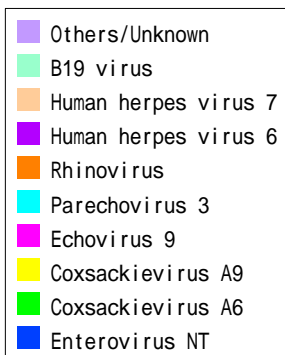 Others/Unknown
B19 virus
Human herpes virus 7
Human herpes virus 6
Rhinovirus
Parechovirus 3
Echovirus 9
Coxsackievirus A9
Coxsackievirus A6
Enterovirus NT